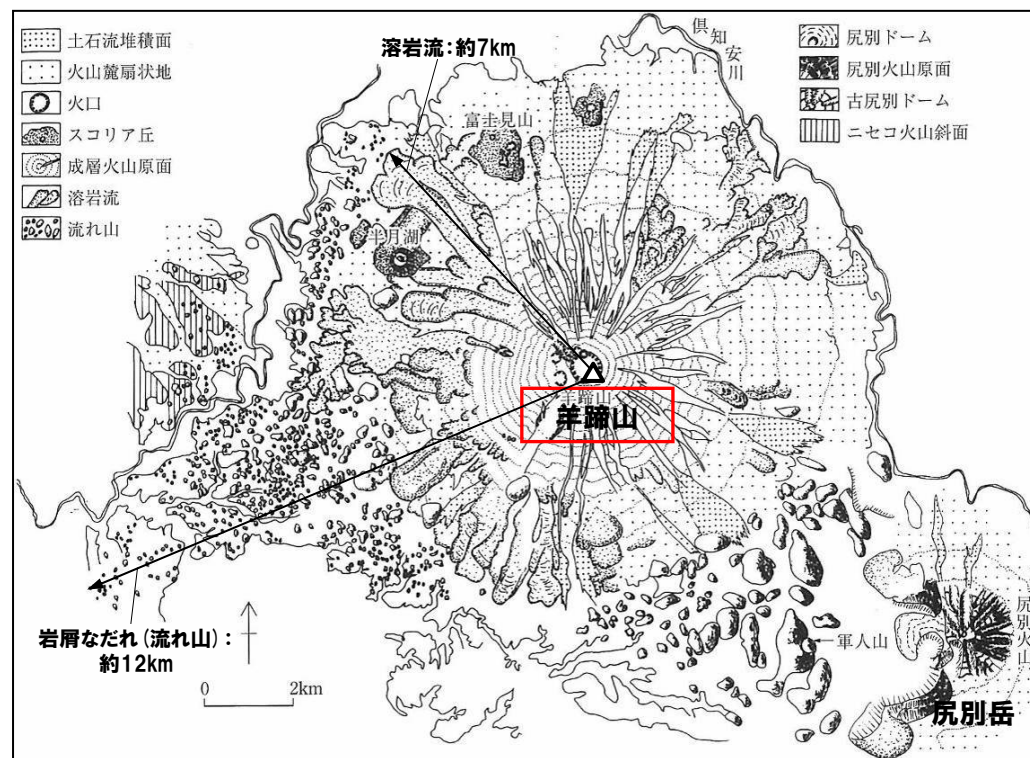 土石流堆積面
火山麓扇状地
火口
スコリア丘
成層火山原面
溶岩流
流れ山
溶岩流：約7km
倶知安川
尻別ドーム
尻別火山原面
古尻別ドーム
ニセコ火山斜面
富士見山
半月湖
羊蹄山
羊蹄山
岩屑なだれ（流れ山）：
約12km
0 2km
軍人山
尻別火山
尻別岳